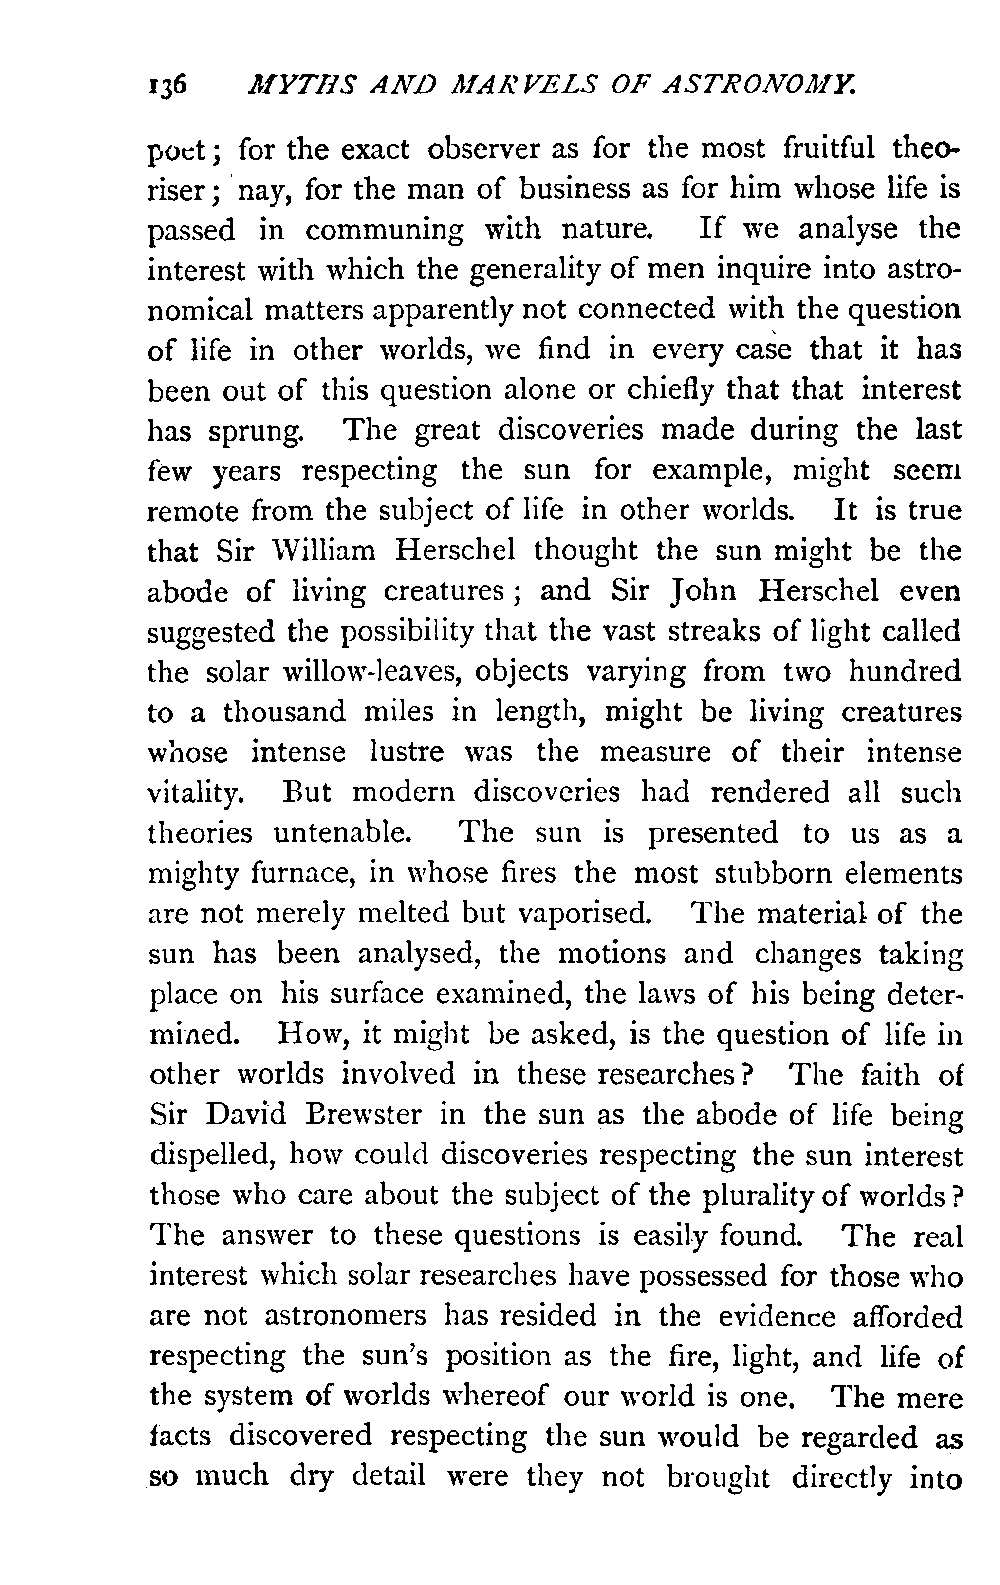 136 MYTHS AND MARVELS OF ASTRONOMY.
poet; for the exact observer as for the most fruitful theo-
riser; nay, for the man of business as for him whose life is
passed in communing with nature. If we analyse the
interest with which the generality of men inquire into astro-
nomical matters apparently not connected with the question
of life in other worlds, we find in every case that it has
been out of this question alone or chiefly that that interest
has sprung. The great discoveries made during the last
few years respecting the sun for example, might seem
remote from the subject of life in other worlds. It is true
that Sir William Herschel thought the sun might be the
abode of living creatures; and Sir John Herschel even
suggested the possibility that the vast streaks of light called
the solar willow-leaves, objects varying from two hundred
to a thousand miles in length, might be living creatures
whose intense lustre was the measure of their intense
vitality. But modern discoveries had rendered all such
theories untenable. The sun is presented to us as a
mighty furnace, in whose fires the most stubborn elements
are not merely melted but vaporised. The material of the
sun has been analysed, the motions and changes taking
place on his surface examined, the laws of his being deter-
mined. How, it might be asked, is the question of life in
other worlds involved in these researches? The faith of
Sir David Brewster in the sun as the abode of life being
dispelled, how could discoveries respecting the sun interest
those who care about the subject of the plurality of worlds?
The answer to these questions is easily found. The real
interest which solar researches have possessed for those who
are not astronomers has resided in the evidence afforded
respecting the sun's position as the fire, light, and life of
the system of worlds whereof our world is one. The mere
facts discovered respecting the sun would be regarded as
so much dry detail were they not brought directly into